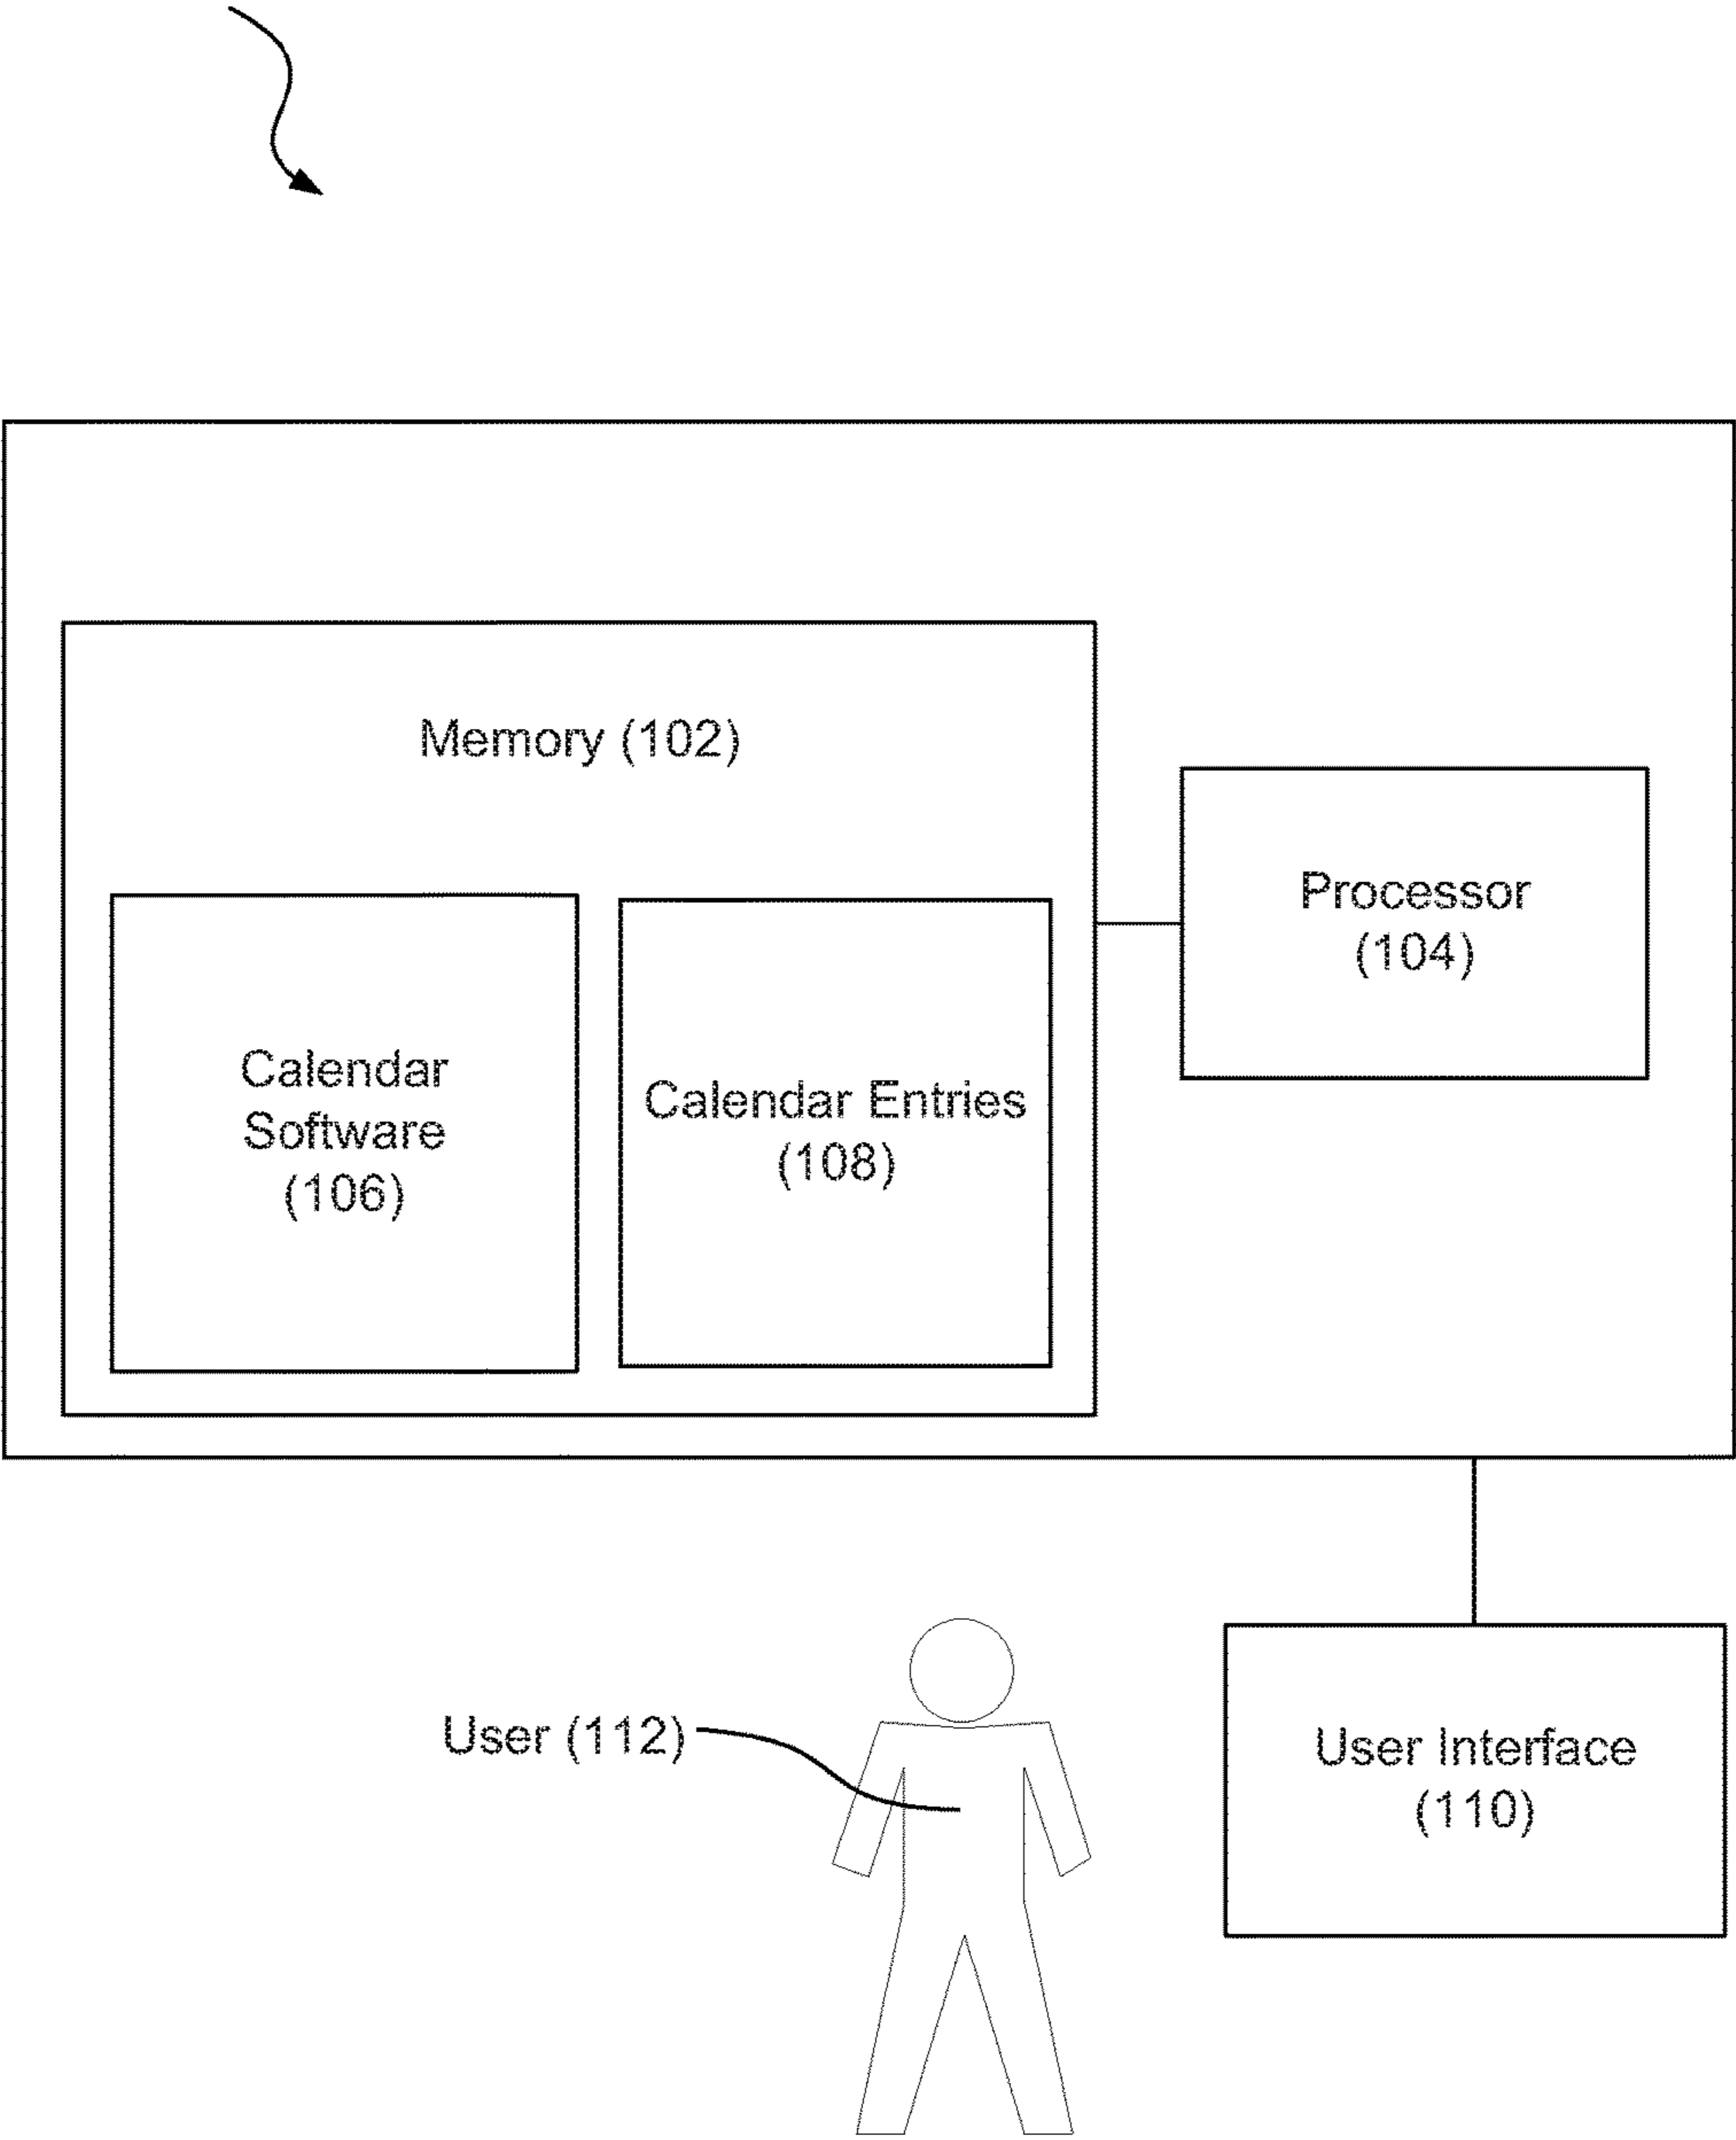 Memory (102)
Processor
(104)
Calendar
Software
(106)
Calendar Entries
(108)
User (112)
User Interface
(110)